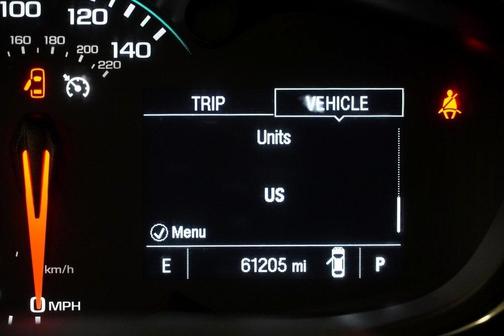 100 120 140
160 180 200 220
TRIP VEHICLE
Units
US
Menu
km/h
E 61205 mi P
0 MPH